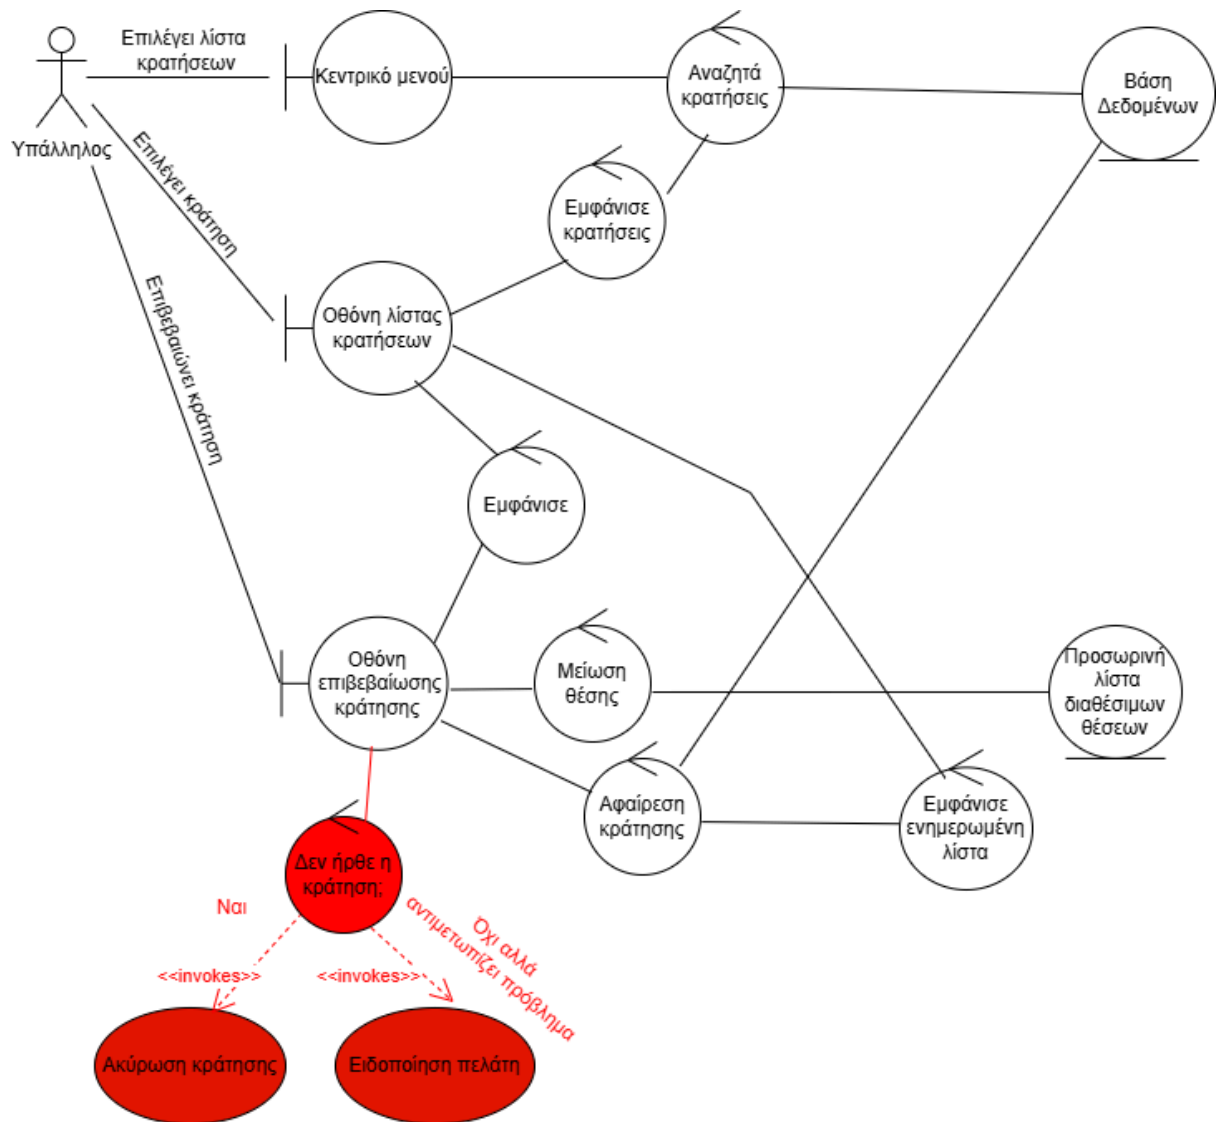 Επιλέγει λίστα
κρατήσεων
Κεντρικό μενού
Αναζητά
κρατήσεις
Βάση
Δεδομένων
Υπάλληλος
Επιλέγει κράτηση
Εμφάνισε
κρατήσεις
Επιβεβαιώνει κράτηση
Οθόνη λίστας
κρατήσεων
Εμφάνισε
Οθόνη
επιβεβαίωσης
κράτησης
Μείωση
θέσης
Προσωρινή
λίστα
διαθέσιμων
θέσεων
Αφαίρεση
κράτησης
Εμφάνισε
ενημερωμένη
λίστα
Δεν ήρθε η
κράτηση;
Ναι
Όχι αλλά
αντιμετωπίζει πρόβλημα
<<invokes>>
<<invokes>>
Ακύρωση κράτησης
Ειδοποίηση πελάτη